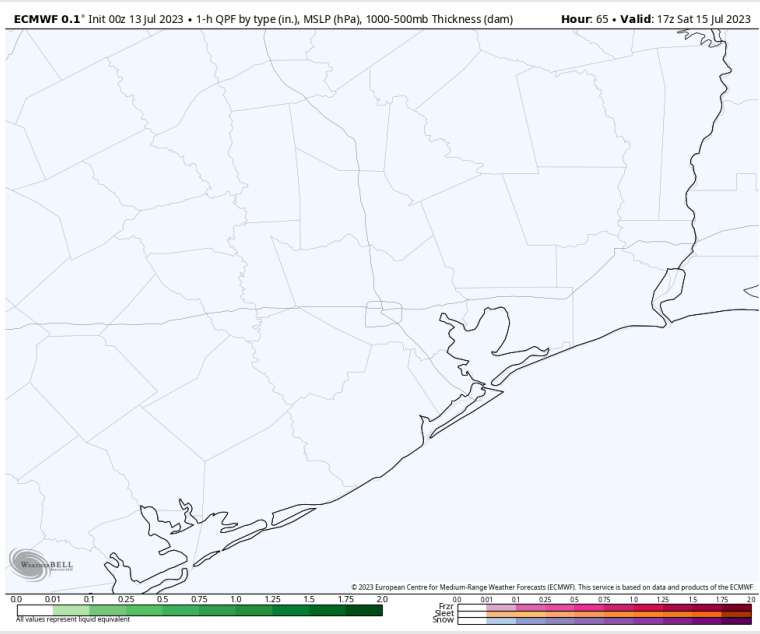 ECMWF 0.1° Init 00z 13 Jul 2023 • 1-h QPF by type (in.), MSLP (hPa), 1000-500mb Thickness (dam) Hour: 65 • Valid: 17z Sat 15 Jul 2023
WEATHERBELL
© 2023 European Centre for Medium-Range Weather Forecasts (ECMWF). This service is based on data and products of the ECMWF.
0.0 0.01 0.1 0.25 0.5 0.75 1.0 1.25 1.5 1.75 2.0
All values represent liquid equivalent
0.0 0.01 0.1 0.25 0.5 0.75 1.0 1.25 1.5 1.75 2.0
Frzr
Sleet
Snow